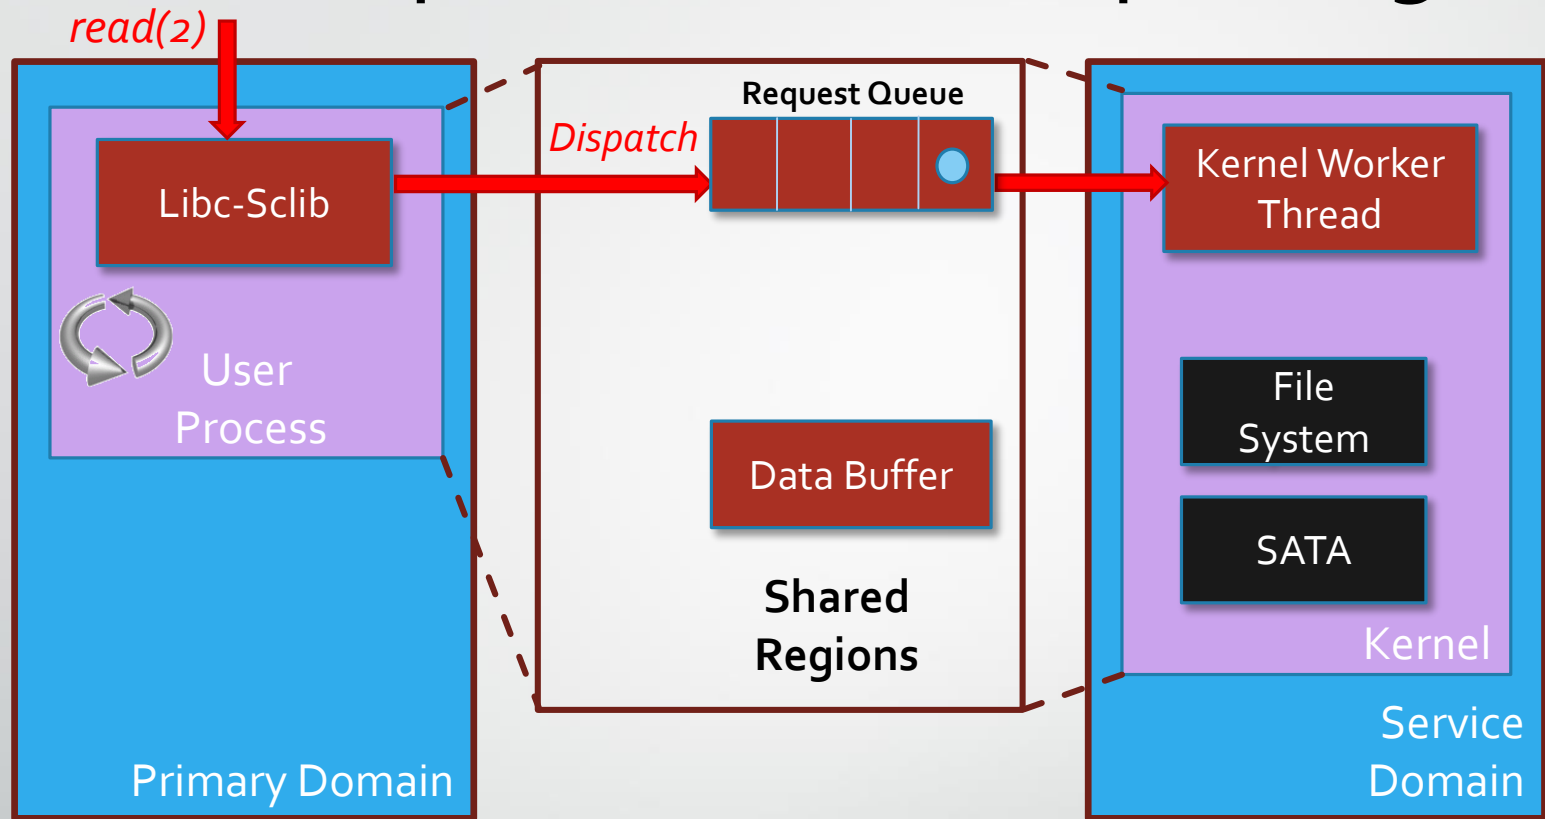 read(2)
Request Queue
Dispatch
Libc-Sclib
Kernel Worker
Thread
User
Process
File
System
Data Buffer
SATA
Shared
Regions
Kernel
Primary Domain
Service
Domain